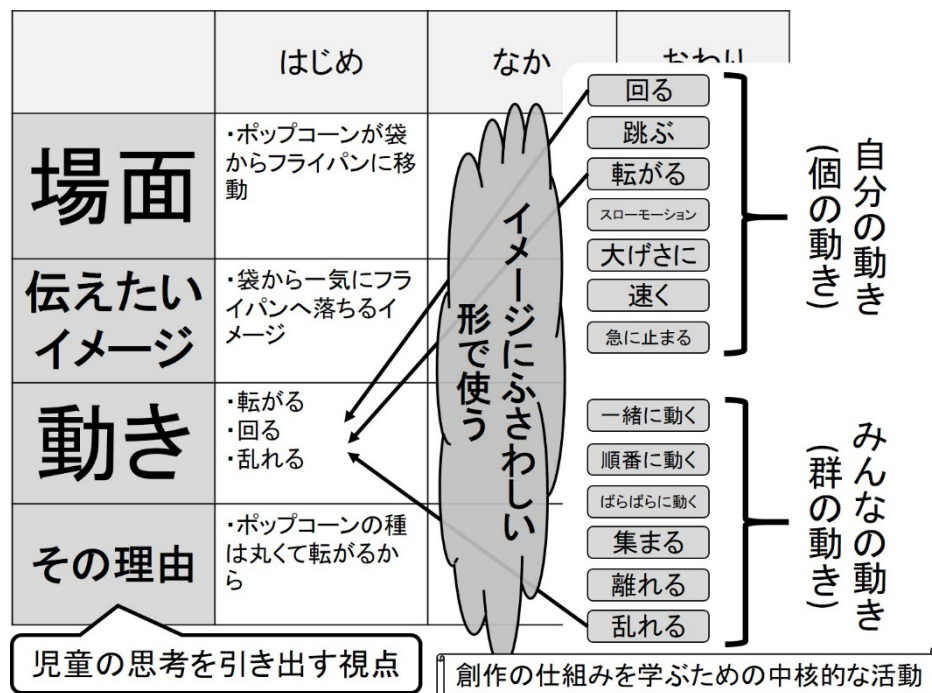 はじめ
なか
おわり
場面
・ポップコーンが袋
からフライパンに移
動
伝えたい
イメージ
・袋から一気にフ
ライパンへ落ちるイ
メージ
動き
・転がる
・回る
・乱れる
その理由
・ポップコーンの種
は丸くて転がるか
ら
イメージにふさわしい
形で使う
回る
跳ぶ
転がる
スローモーション
大げさに
速く
急に止まる
自分の動き
(個の動き)
一緒に動く
順番に動く
ばらばらに動く
集まる
離れる
乱れる
みんなの動き
(群の動き)
児童の思考を引き出す視点
創作の仕組みを学ぶための中核的な活動